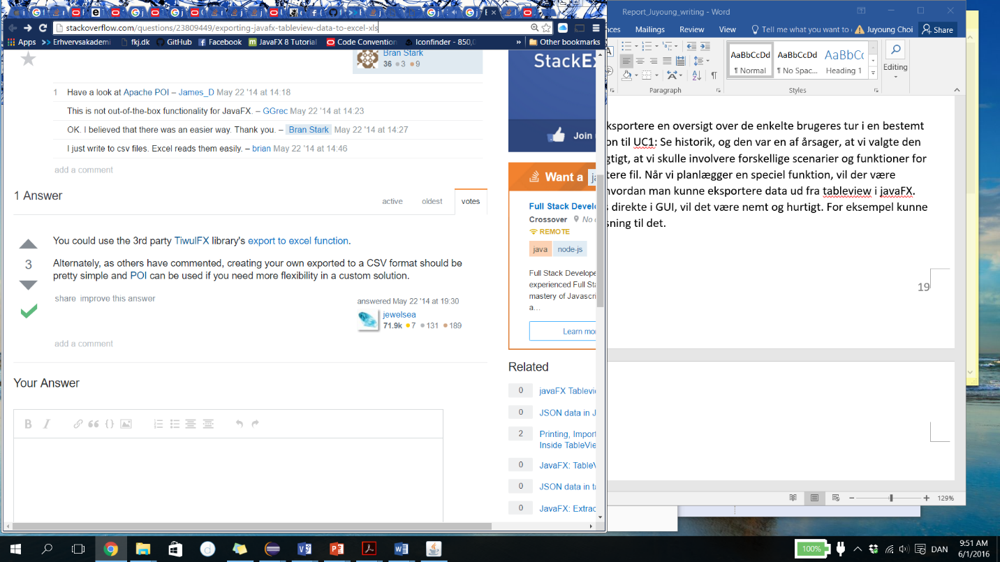 stackoverflow.com/questions/23809449/exporting-javafx-tableview-data-to-excel-xls
Apps
Erhvervsakademi
fkj.dk
GitHub
Facebook
JavaFX 8 Tutorial
Code Convention
Iconfinder - 850,0
»
Other bookmarks
Bran Stark
36 3 9
1 Have a look at Apache POI – James_D May 22 '14 at 14:18
This is not out-of-the-box functionality for JavaFX. – GGrec May 22 '14 at 14:23
OK. I believed that there was an easier way. Thank you. – Bran Stark May 22 '14 at 14:27
I just write to csv files. Excel reads them easily. – brian May 22 '14 at 14:46
add a comment
1 Answer
active oldest votes
3
You could use the 3rd party TiwulFX library's export to excel function.
Alternately, as others have commented, creating your own exported to a CSV format should be
pretty simple and POI can be used if you need more flexibility in a custom solution.
share improve this answer
answered May 22 '14 at 19:30
jewelsea
71.9k 7 131 189
add a comment
Your Answer
B I
StackEx
Join
Want a ja
Full Stack Develo
Crossover No
REMOTE
java node-js
Full Stack Develope
experienced Full Sta
mastery of Javascri
a...
Learn mo
Related
0 javaFX Tablevi
0 JSON data in J
2 Printing, Import
Inside TableVie
0 JavaFX: TableV
0 JSON data in ta
0 JavaFX: Extrac
Report_Juyoung_writing - Word
nces Mailings Review View Tell me what you want to Juyoung Choi Share
AaBbCcDd AaBbCcDd AaBbCc
¶ Normal ¶ No Spac... Heading 1
Editing
Paragraph Styles
ksportere en oversigt over de enkelte brugeres tur i en bestemt
on til UC1: Se historik, og den var en af årsager, at vi valgte den
gtigt, at vi skulle involvere forskellige scenarier og funktioner for
tere fil. Når vi planlægger en speciel funktion, vil der være
hvordan man kunne eksportere data ud fra tableview i javaFX.
s direkte i GUI, vil det være nemt og hurtigt. For eksempel kunne
sning til det.
19
129%
100%
DAN
9:51 AM
6/1/2016